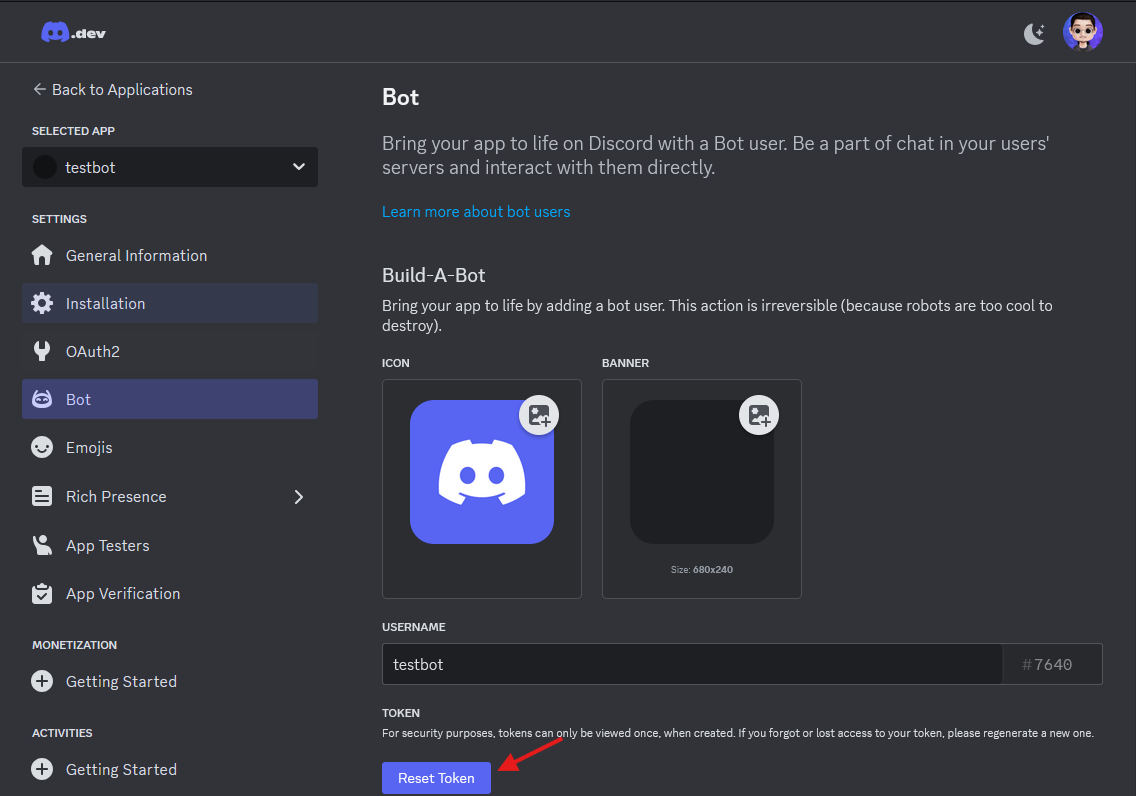 .dev
Back to Applications
SELECTED APP
testbot
SETTINGS
General Information
Installation
OAuth2
Bot
Emojis
Rich Presence
App Testers
App Verification
MONETIZATION
Getting Started
ACTIVITIES
Getting Started
Bot
Bring your app to life on Discord with a Bot user. Be a part of chat in your users'
servers and interact with them directly.
Learn more about bot users
Build-A-Bot
Bring your app to life by adding a bot user. This action is irreversible (because robots are too cool to
destroy).
ICON
BANNER
Size: 680x240
USERNAME
testbot
#7640
TOKEN
For security purposes, tokens can only be viewed once, when created. If you forgot or lost access to your token, please regenerate a new one.
Reset Token